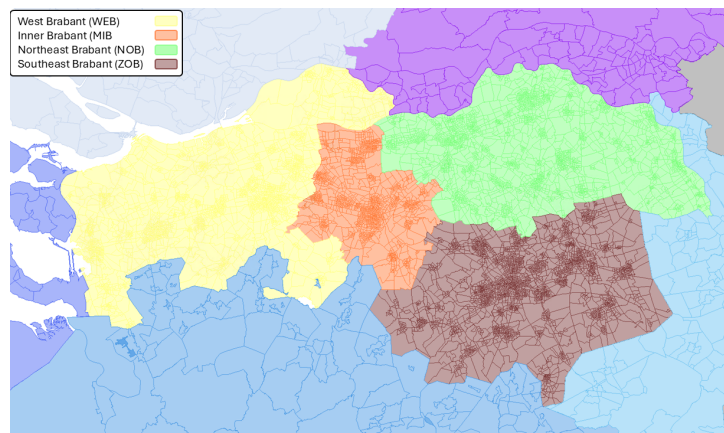 West Brabant (WEB)
Inner Brabant (MIB
Northeast Brabant (NOB)
Southeast Brabant (ZOB)